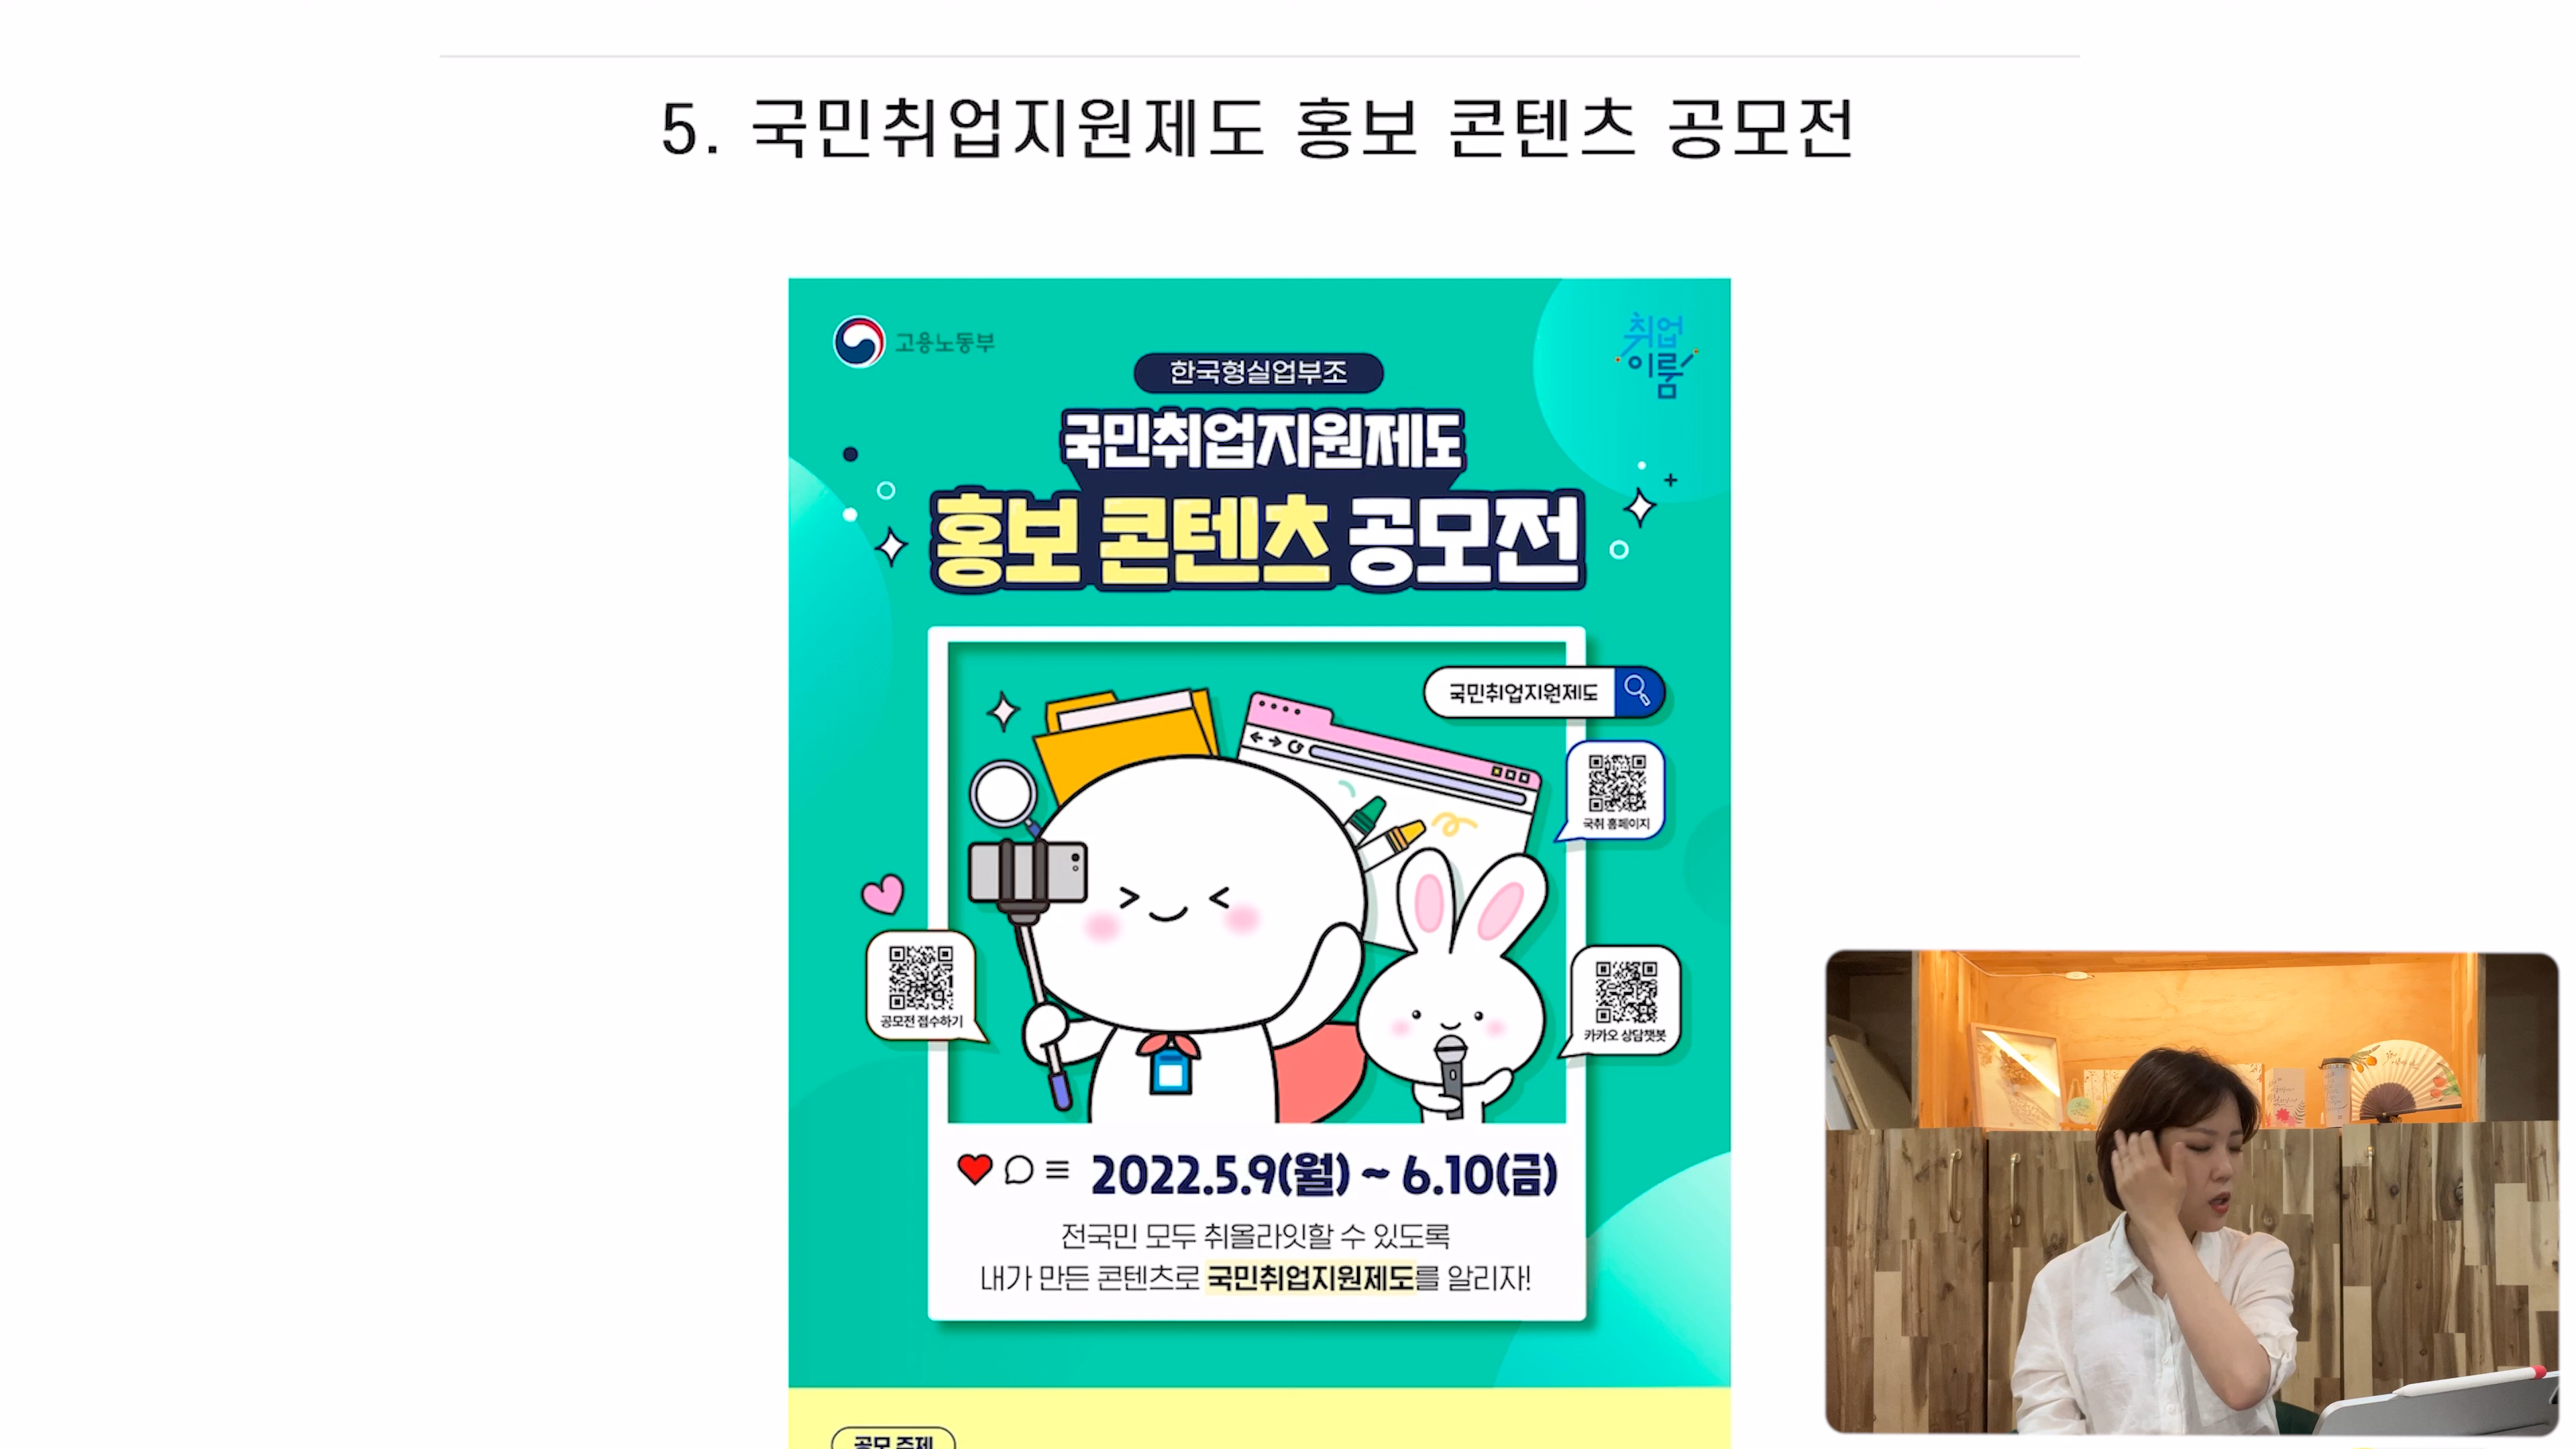 5. 국민취업지원제도 홍보 콘텐츠 공모전
고용노동부
취업
이룸
한국형실업부조
국민취업지원제도
홍보 콘텐츠 공모전
국민취업지원제도
국취 홈페이지
공모전 접수하기
카카오 상담챗봇
2022.5.9(월) ~ 6.10(금)
전국민 모두 취올라잇할 수 있도록
내가 만든 콘텐츠로 국민취업지원제도를 알리자!
공모 주제